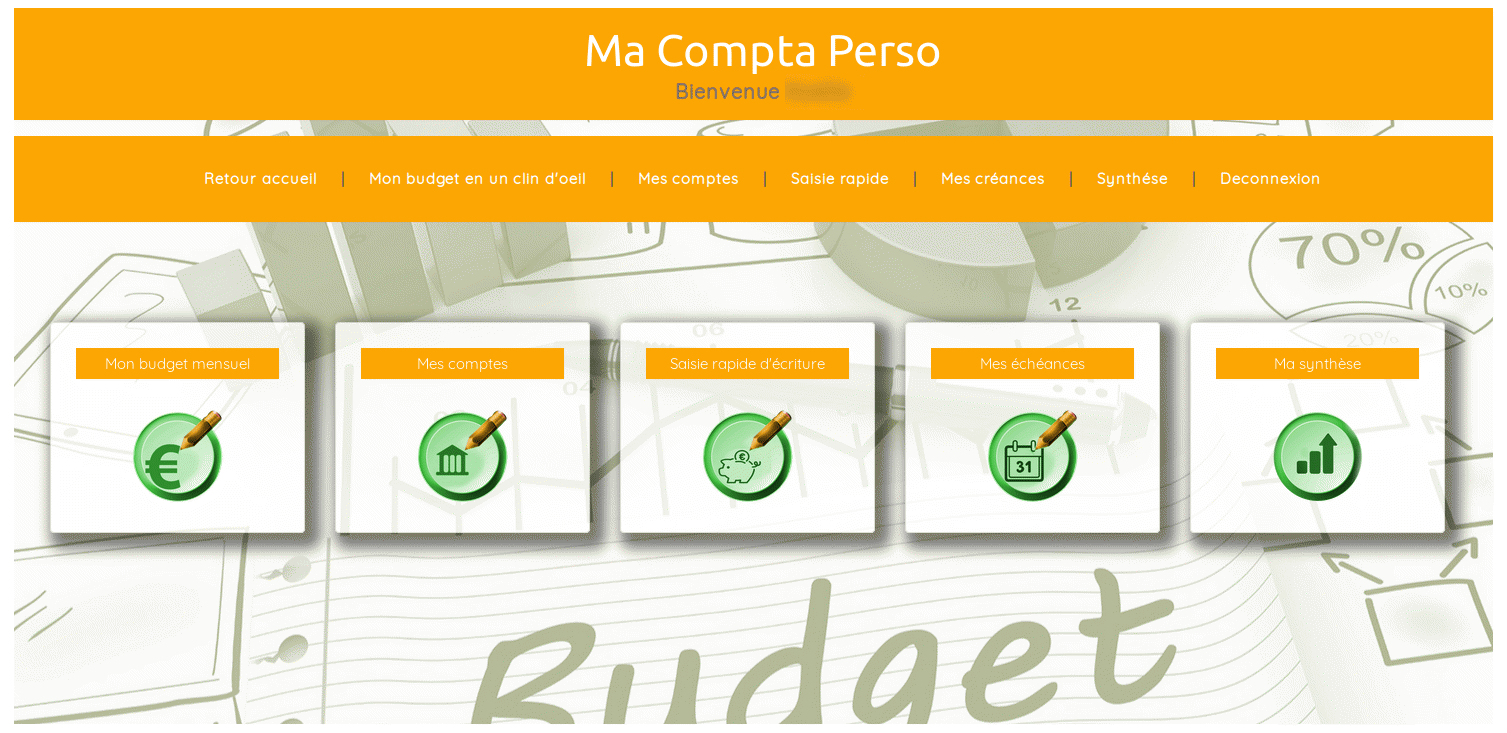 Ma Compta Perso
Bienvenue
Retour accueil | Mon budget en un clin d'oeil | Mes comptes | Saisie rapide | Mes créances | Synthése | Deconnexion
70%
10%
12
06
20%
04
Mon budget mensuel
Mes comptes
Saisie rapide d'écriture
Mes échéances
Ma synthèse
€
€
31
Budget